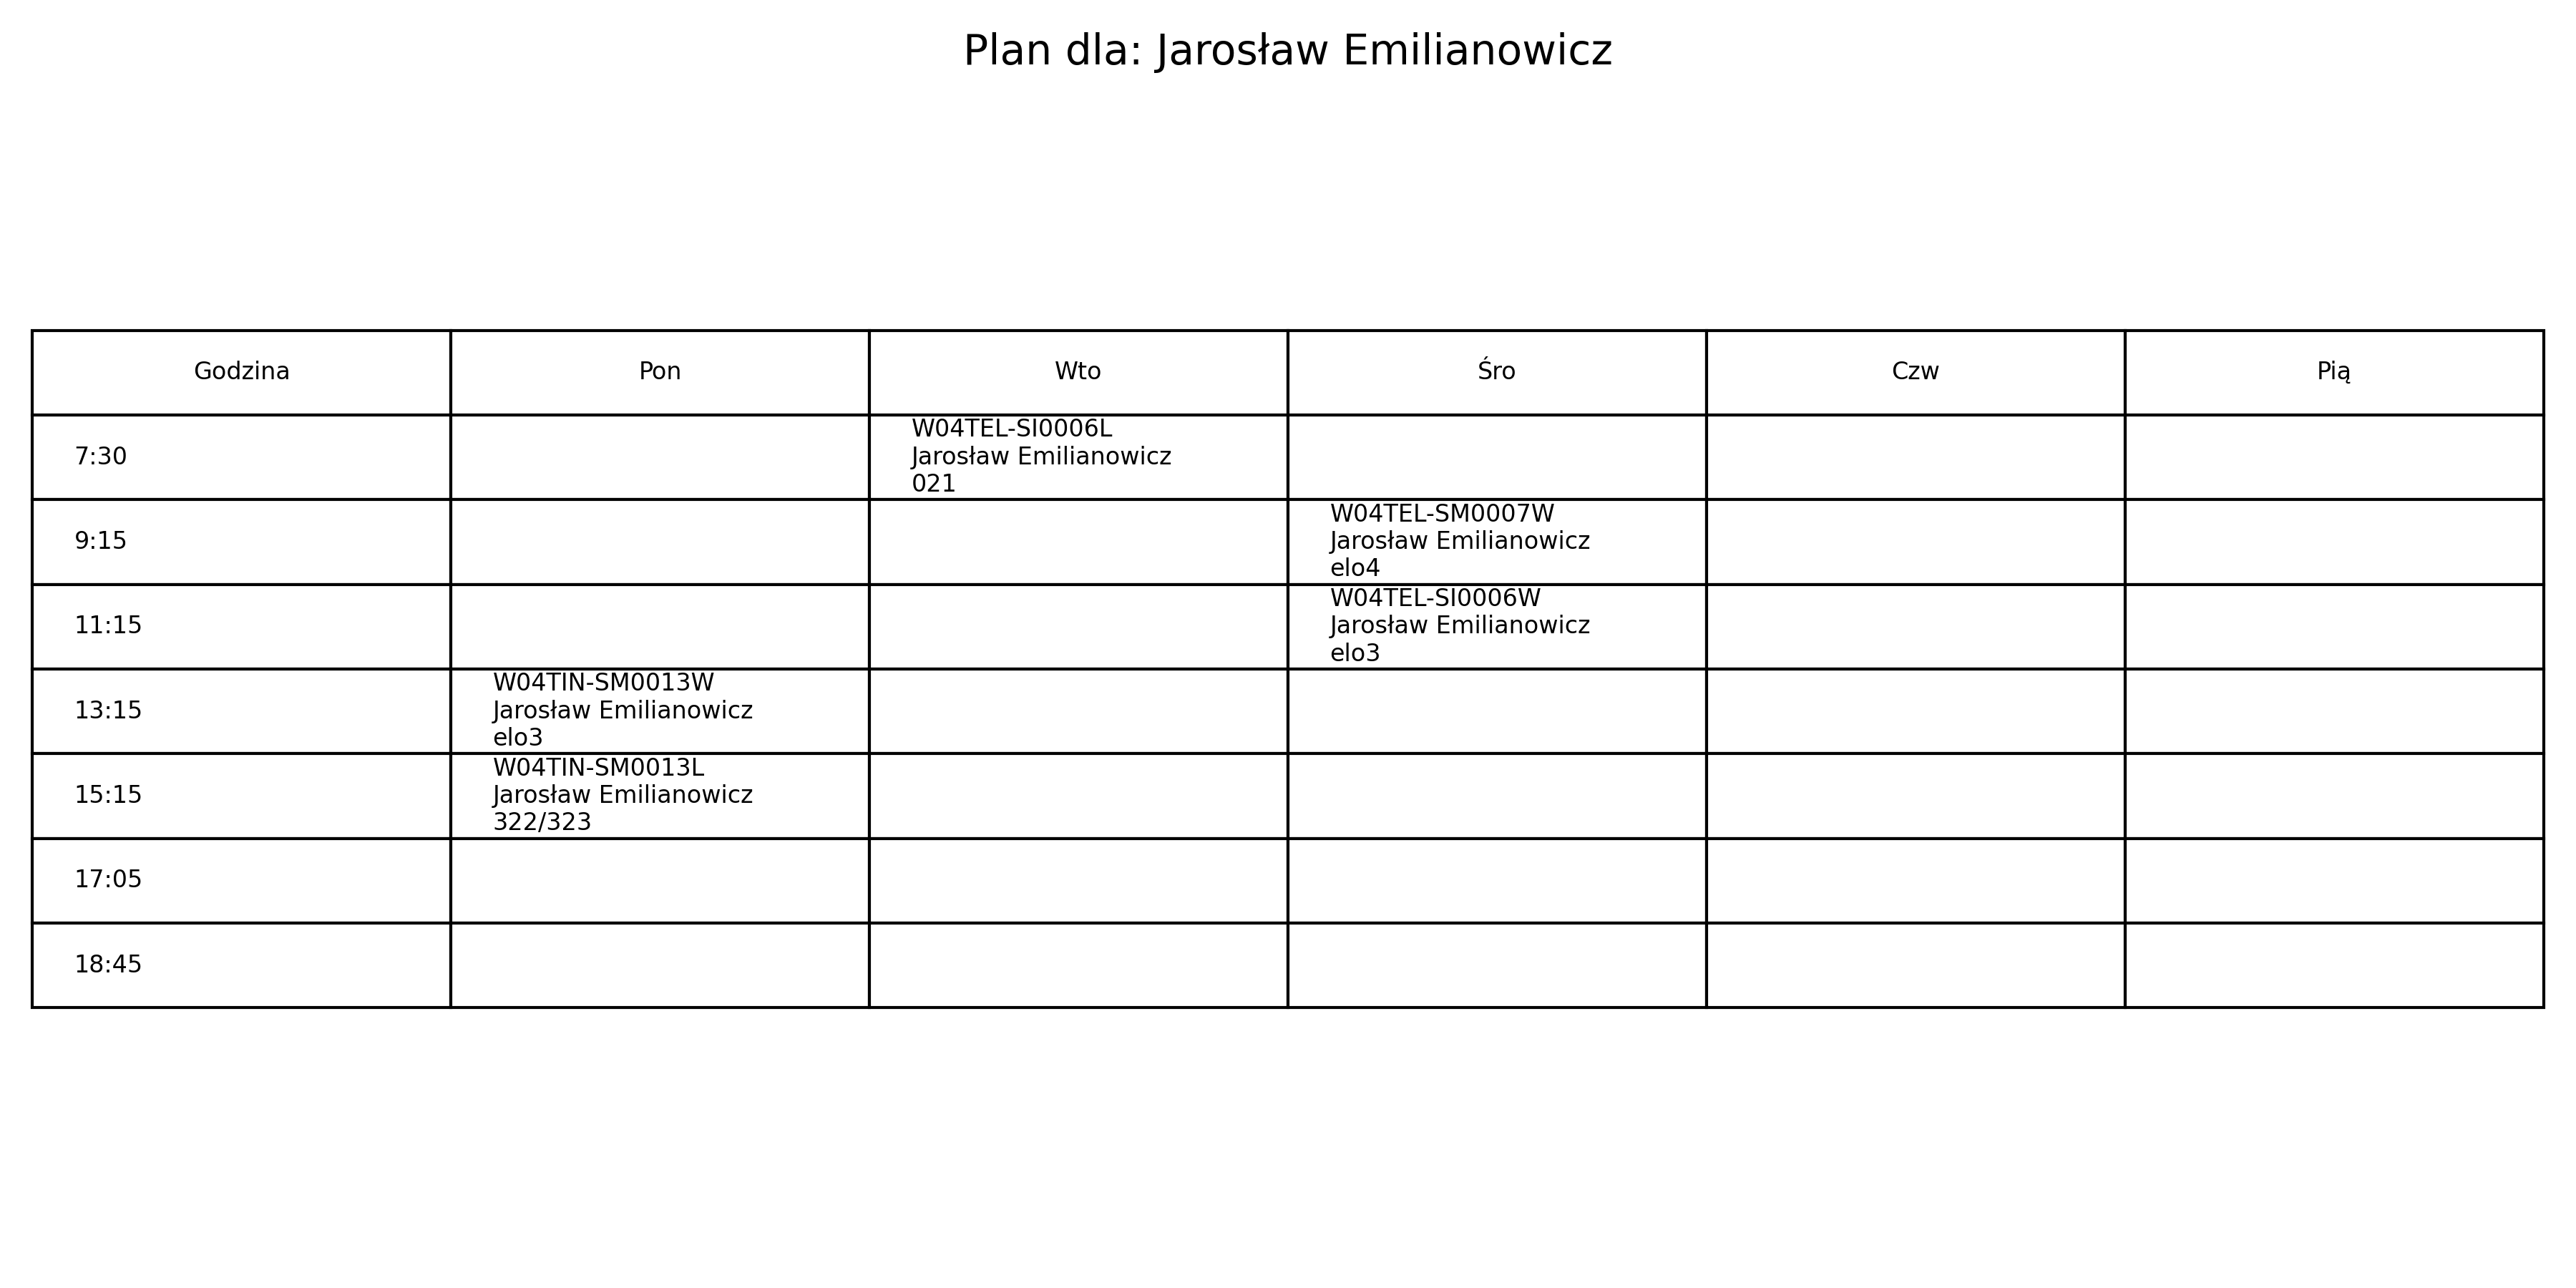 Plan dla: Jarosław Emilianowicz
Godzina Pon Wto Śro Czw Pią
7:30
W04TEL-SI0006L
Jarosław Emilianowicz
021
9:15
W04TEL-SM0007W
Jarosław Emilianowicz
elo4
11:15
W04TEL-SI0006W
Jarosław Emilianowicz
elo3
13:15
W04TIN-SM0013W
Jarosław Emilianowicz
elo3
15:15
W04TIN-SM0013L
Jarosław Emilianowicz
322/323
17:05
18:45